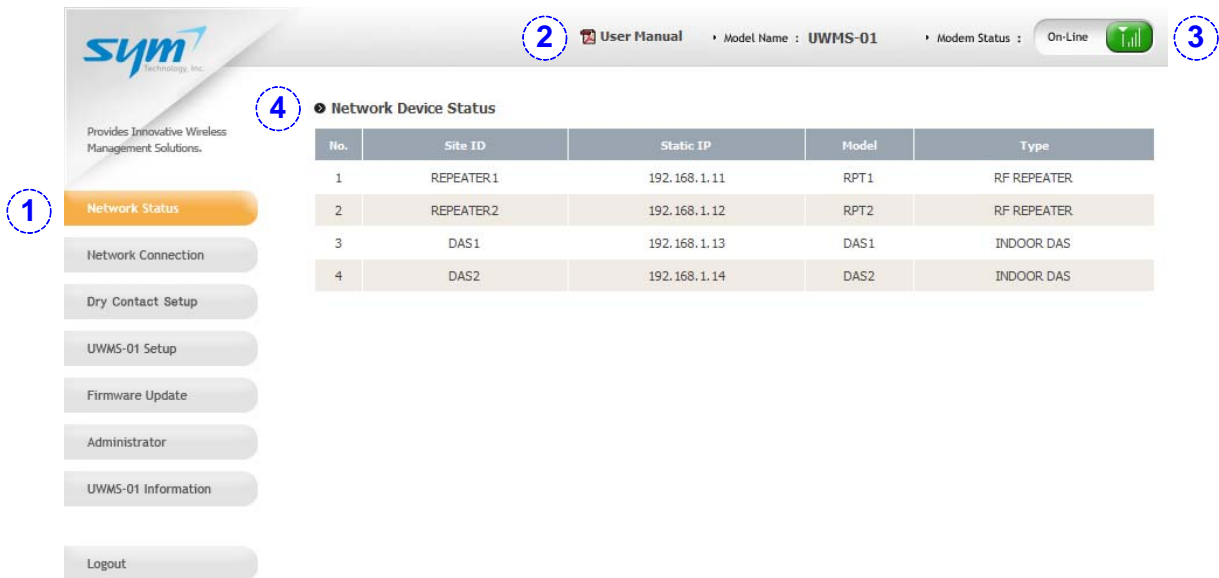 sym
Technology, Inc.
2 User Manual Model Name : UWMS-01 Modem Status : On-Line 3
Provides Innovative Wireless
Management Solutions.
1 Network Status
Network Connection
Dry Contact Setup
UWMS-01 Setup
Firmware Update
Administrator
UWMS-01 Information
Logout
4 Network Device Status
No. Site ID Static IP Model Type
1 REPEATER1 192.168.1.11 RPT1 RF REPEATER
2 REPEATER2 192.168.1.12 RPT2 RF REPEATER
3 DAS1 192.168.1.13 DAS1 INDOOR DAS
4 DAS2 192.168.1.14 DAS2 INDOOR DAS